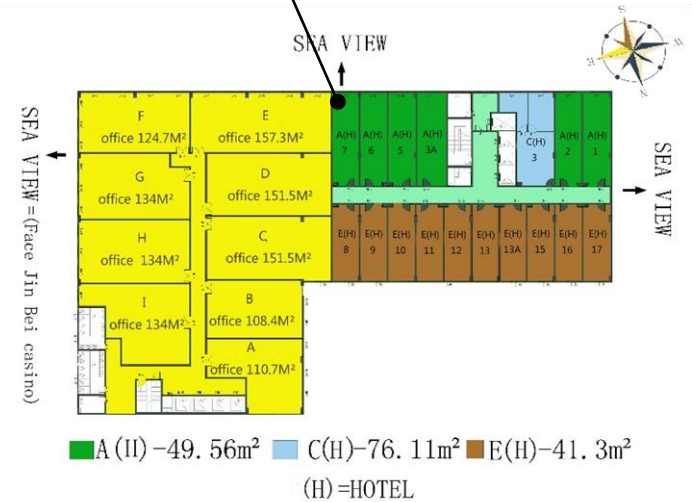 SEA VIEW
S
W
E
N
F
office 124.7M²
E
office 157.3M²
A(H)
7
A(H)
6
A(H)
5
A(H)
3A
C(H)
3
A(H)
2
A(H)
1
SEA VIEW=(Face Jin Bei casino)
SEA VIEW
G
office 134M²
D
office 151.5M²
H
office 134M²
C
office 151.5M²
E(H)
8
E(H)
9
E(H)
10
E(H)
11
E(H)
12
E(H)
13
E(H)
13A
E(H)
15
E(H)
16
E(H)
17
I
office 134M²
B
office 108.4M²
A
office 110.7M²
A(II)-49.56m² C(H)-76.11m² E(H)-41.3m²
(H)=HOTEL